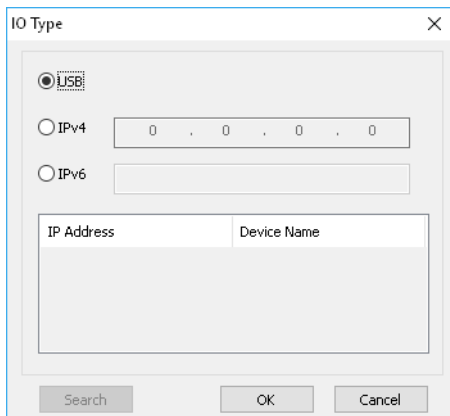 IO Type
USB
IPv4 0 . 0 . 0 . 0
IPv6
IP Address Device Name
Search OK Cancel